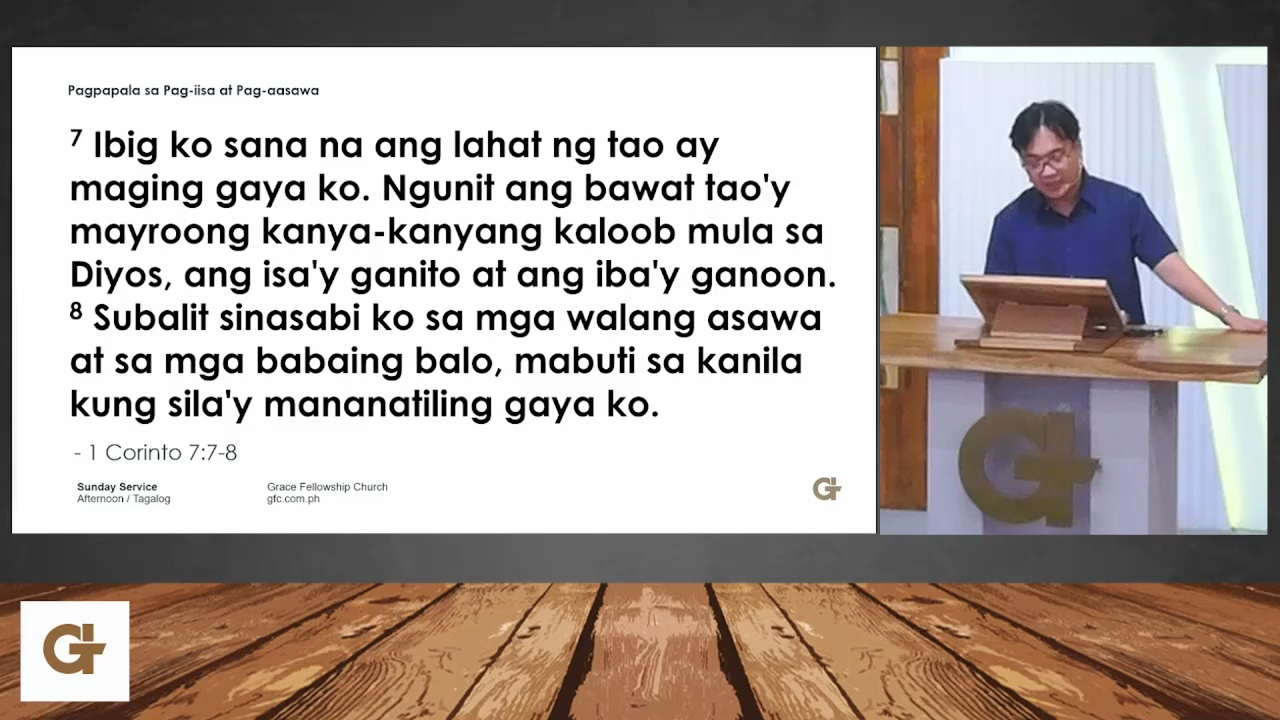 Pagpapala sa Pag-iisa at Pag-aasawa
7 Ibig ko sana na ang lahat ng tao ay
maging gaya ko. Ngunit ang bawat tao'y
mayroong kanya-kanyang kaloob mula sa
Diyos, ang isa'y ganito at ang iba'y ganoon.
8 Subalit sinasabi ko sa mga walang asawa
at sa mga babaing balo, mabuti sa kanila
kung sila'y mananatiling gaya ko.
- 1 Corinto 7:7-8
Sunday Service
Afternoon / Tagalog
Grace Fellowship Church
gfc.com.ph